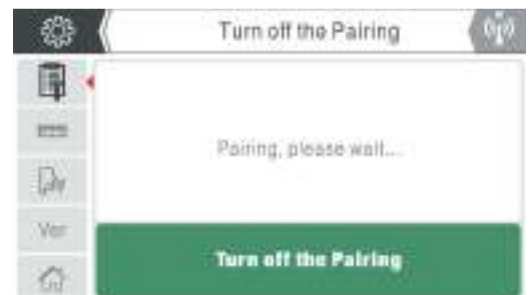 Turn off the Pairing
Pairing, please wait...
Ver
Turn off the Pairing